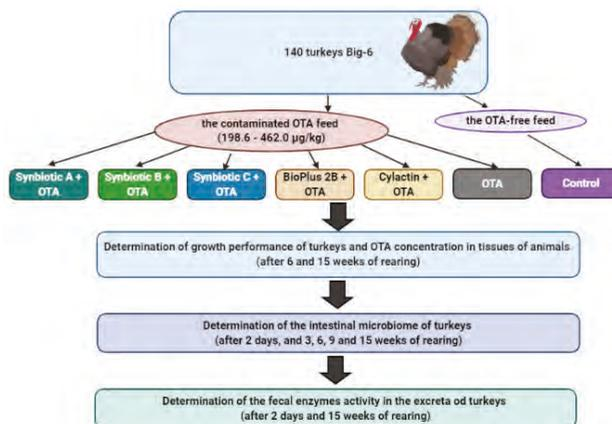 140 turkeys Big-6
the contaminated OTA feed
(198.6 - 462.0 µg/kg)
the OTA-free feed
Synbiotic A +
OTA
Synbiotic B +
OTA
Synbiotic C +
OTA
BioPlus 2B +
OTA
Cylactin +
OTA
OTA
Control
Determination of growth performance of turkeys and OTA concentration in tissues of animals
(after 6 and 15 weeks of rearing)
Determination of the intestinal microbiome of turkeys
(after 2 days, and 3, 6, 9 and 15 weeks of rearing)
Determination of the fecal enzymes activity in the excreta od turkeys
(after 2 days and 15 weeks of rearing)